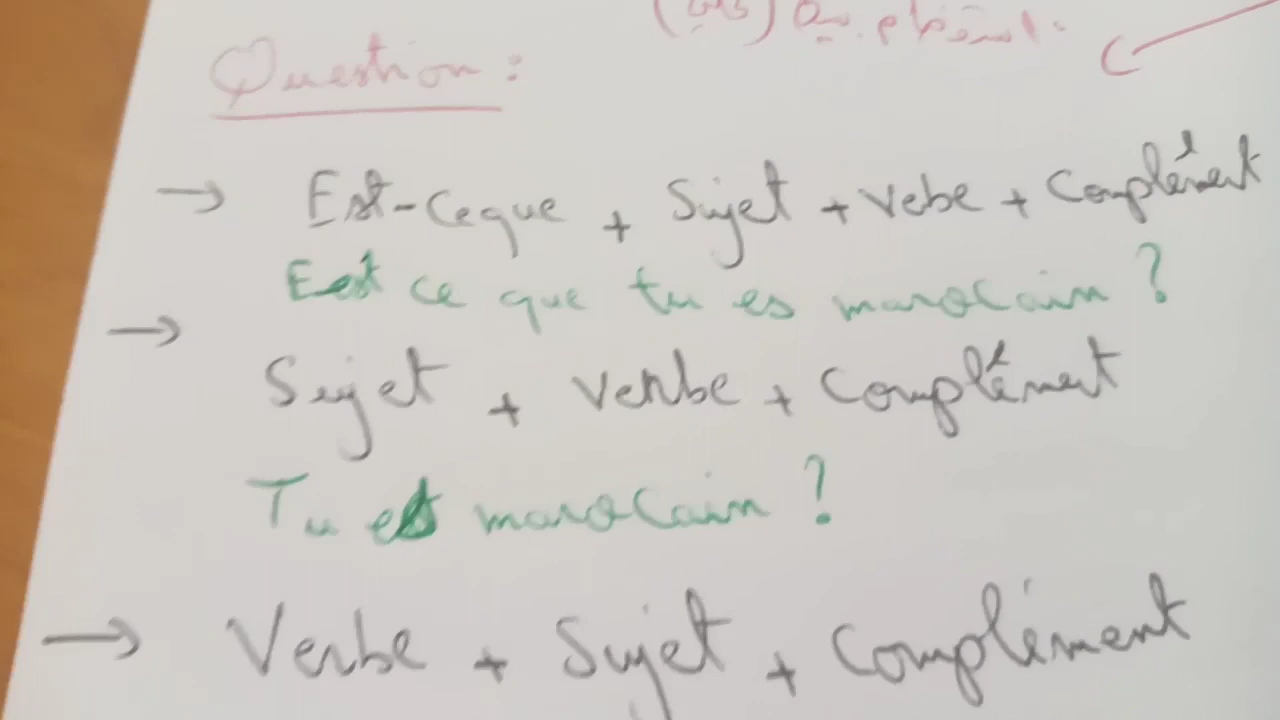 Question :
→ Est-ceque + Sujet + Vebe + Complément
Est ce que tu es marocain ?
→ Sujet + Verbe + Complément
Tu es marocain ?
→ Verbe + Sujet + Complément